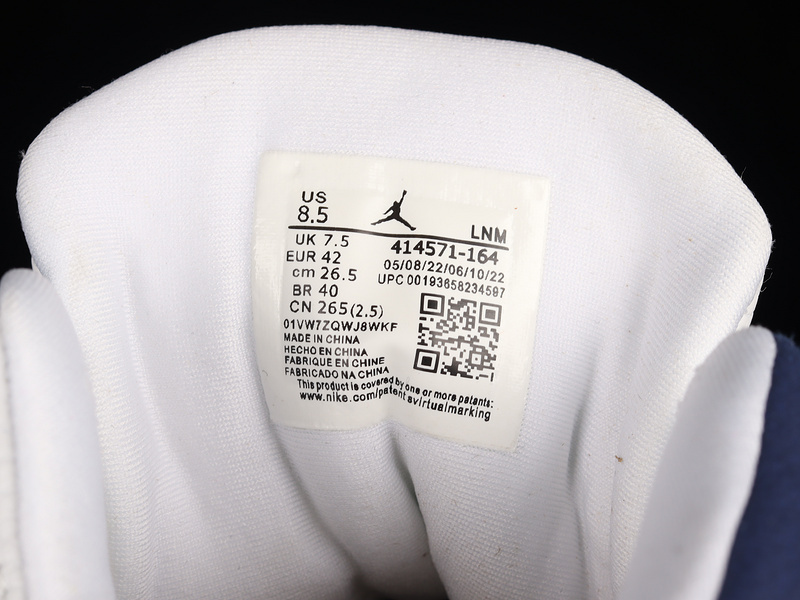 US
8.5
LNM
UK 7.5
414571-164
EUR 42
05/08/22/06/10/22
cm 26.5
UPC 00193658234597
BR 40
CN 265(2.5)
01VW7ZQWJ8WKF
MADE IN CHINA
HECHO EN CHINA
FABRIQUE EN CHINE
FABRICADO NA CHINA
This product is covered by one or more patents:
www.nike.com/patentsvirtualmarking